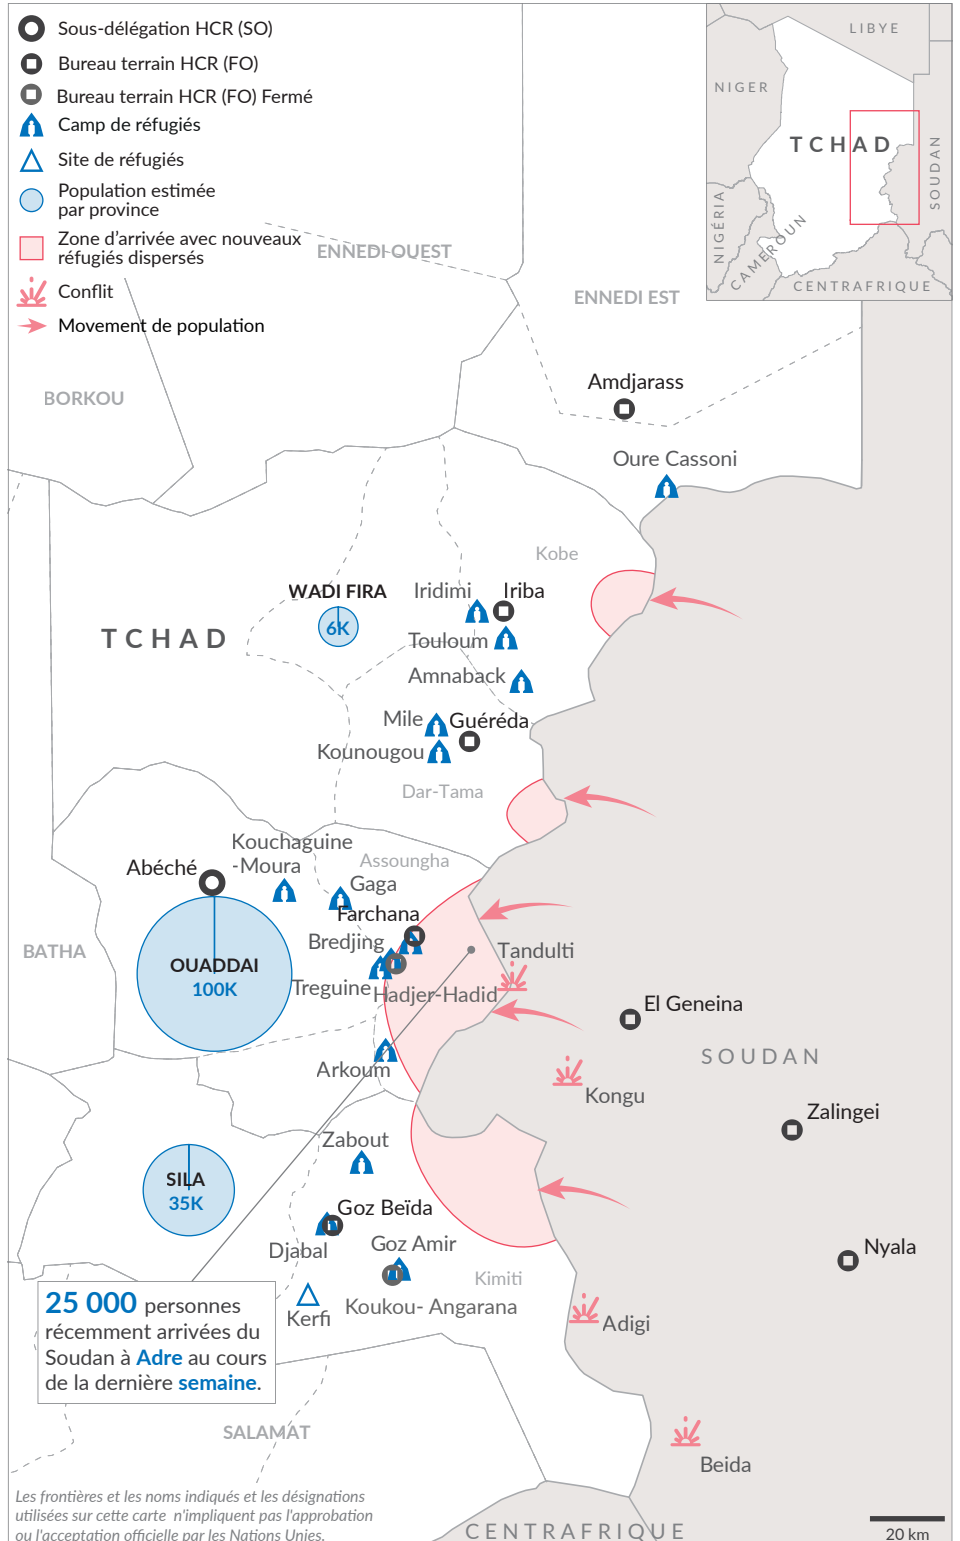 Sous-délégation HCR (SO)
Bureau terrain HCR (FO)
Bureau terrain HCR (FO) Fermé
Camp de réfugiés
Site de réfugiés
Population estimée
par province
Zone d'arrivée avec nouveaux
réfugiés dispersés
Conflit
Movement de population
LIBYE
NIGER
TCHAD
SOUDAN
NIGÉRIA
CAMEROUN
CENTRAFRIQUE
ENNEDI OUEST
ENNEDI EST
BORKOU
Amdjarass
Oure Cassoni
Kobe
WADI FIRA
6K
Iridimi
Iriba
TCHAD
Touloum
Amnaback
Mile
Guéréda
Kounougou
Dar-Tama
Kouchaguine
-Moura
Assoungha
Abéché
Gaga
Farchana
Bredjing
BATHA
Tandulti
OUADDAI
100K
Treguine
Hadjer-Hadid
El Geneina
SOUDAN
Arkoum
Kongu
Zalingei
Zabout
SILA
35K
Goz Beïda
Djabal
Goz Amir
Nyala
Kimiti
Koukou- Angarana
Kerfi
Adigi
25 000 personnes
récemment arrivées du
Soudan à Adre au cours
de la dernière semaine.
SALAMAT
Beida
Les frontières et les noms indiqués et les désignations
utilisées sur cette carte n'impliquent pas l'approbation
ou l'acceptation officielle par les Nations Unies.
CENTRAFRIQUE
20 km